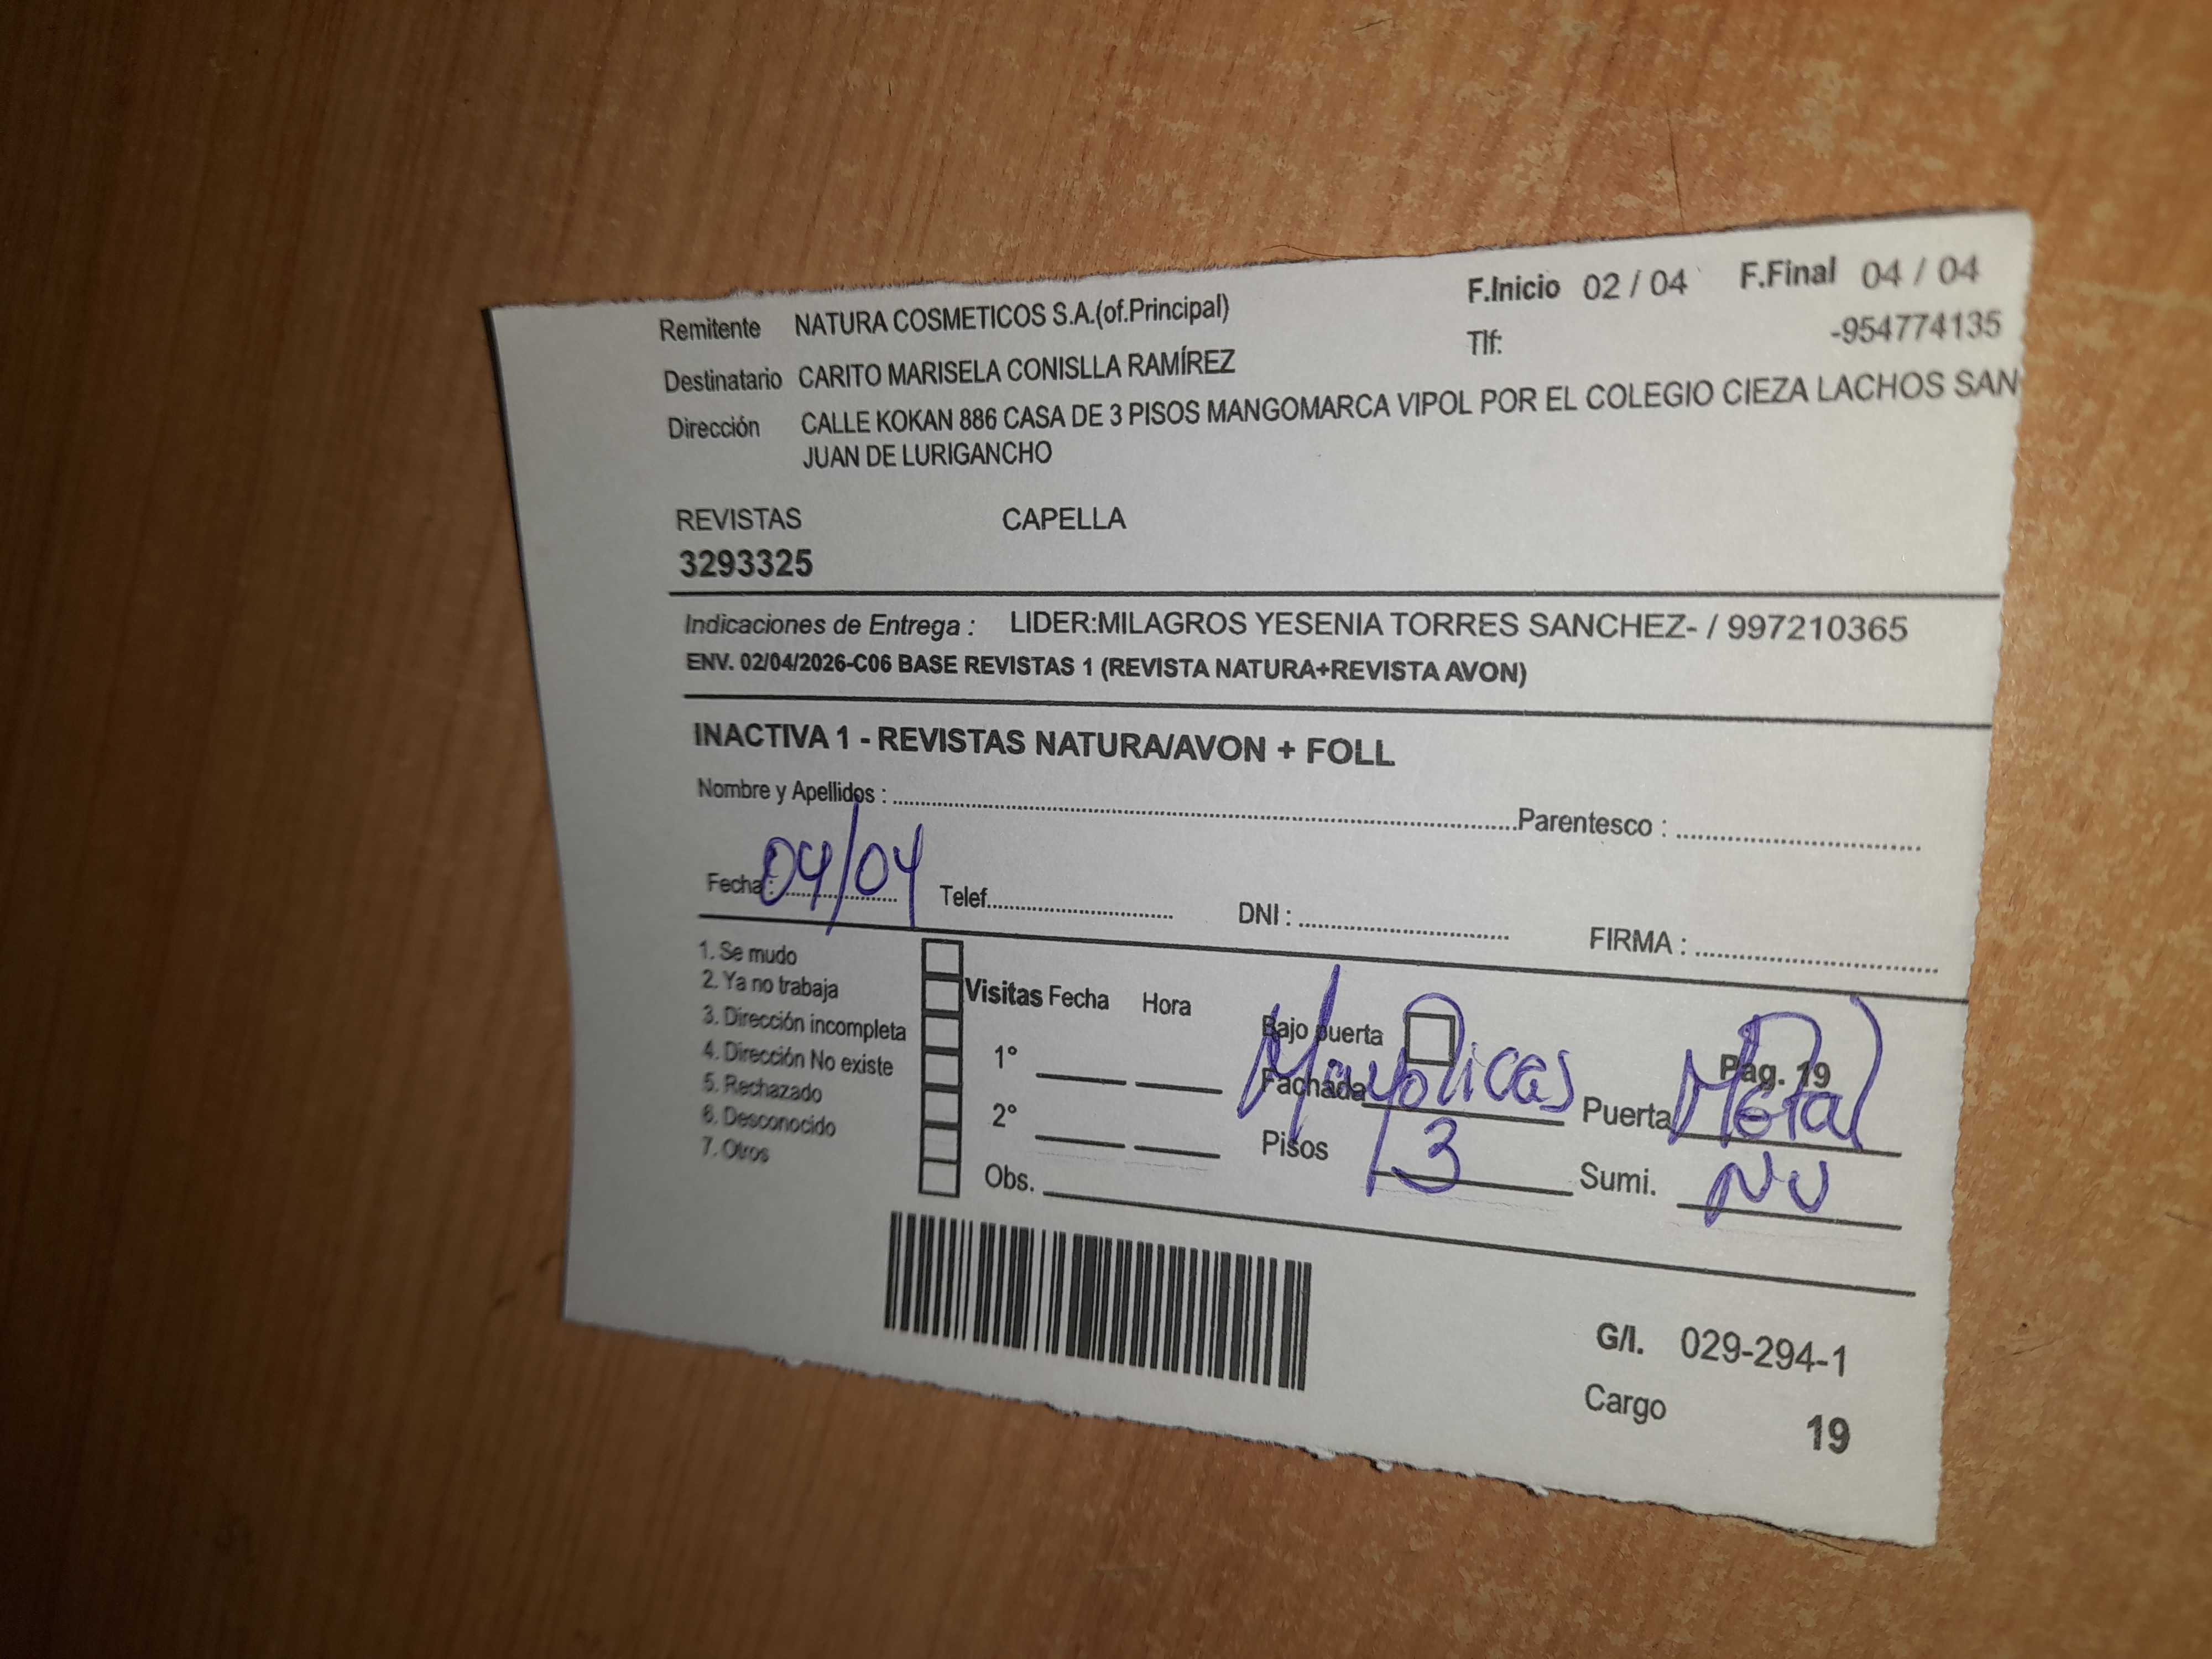 Remitente NATURA COSMETICOS S.A.(of.Principal) F.Inicio 02 / 04 F.Final 04 / 04
Tlf: -954774135
Destinatario CARITO MARISELA CONISLLA RAMÍREZ
Dirección CALLE KOKAN 886 CASA DE 3 PISOS MANGOMARCA VIPOL POR EL COLEGIO CIEZA LACHOS SAN
JUAN DE LURIGANCHO
REVISTAS CAPELLA
3293325
Indicaciones de Entrega : LIDER:MILAGROS YESENIA TORRES SANCHEZ- / 997210365
ENV. 02/04/2026-C06 BASE REVISTAS 1 (REVISTA NATURA+REVISTA AVON)
INACTIVA 1 - REVISTAS NATURA/AVON + FOLL
Nombre y Apellidos : Parentesco :
Fecha : 04/04 Telef. DNI : FIRMA :
1. Se mudo
2. Ya no trabaja
3. Dirección incompleta
4. Dirección No existe
5. Rechazado
6. Desconocido
7. Otros
Visitas Fecha Hora
1°
2°
Obs.
Bajo puerta
Pág. 19
Fachada Mayolicas Puerta Metal
Pisos 3 Sumi. NU
G/I. 029-294-1
Cargo 19